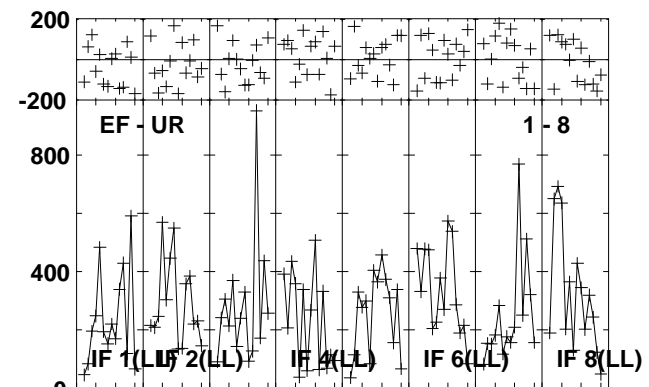 200
-200
EF - UR 1 - 8
800
400
IF 1(LL) IF 2(LL) IF 4(LL) IF 6(LL) IF 8(LL)
0